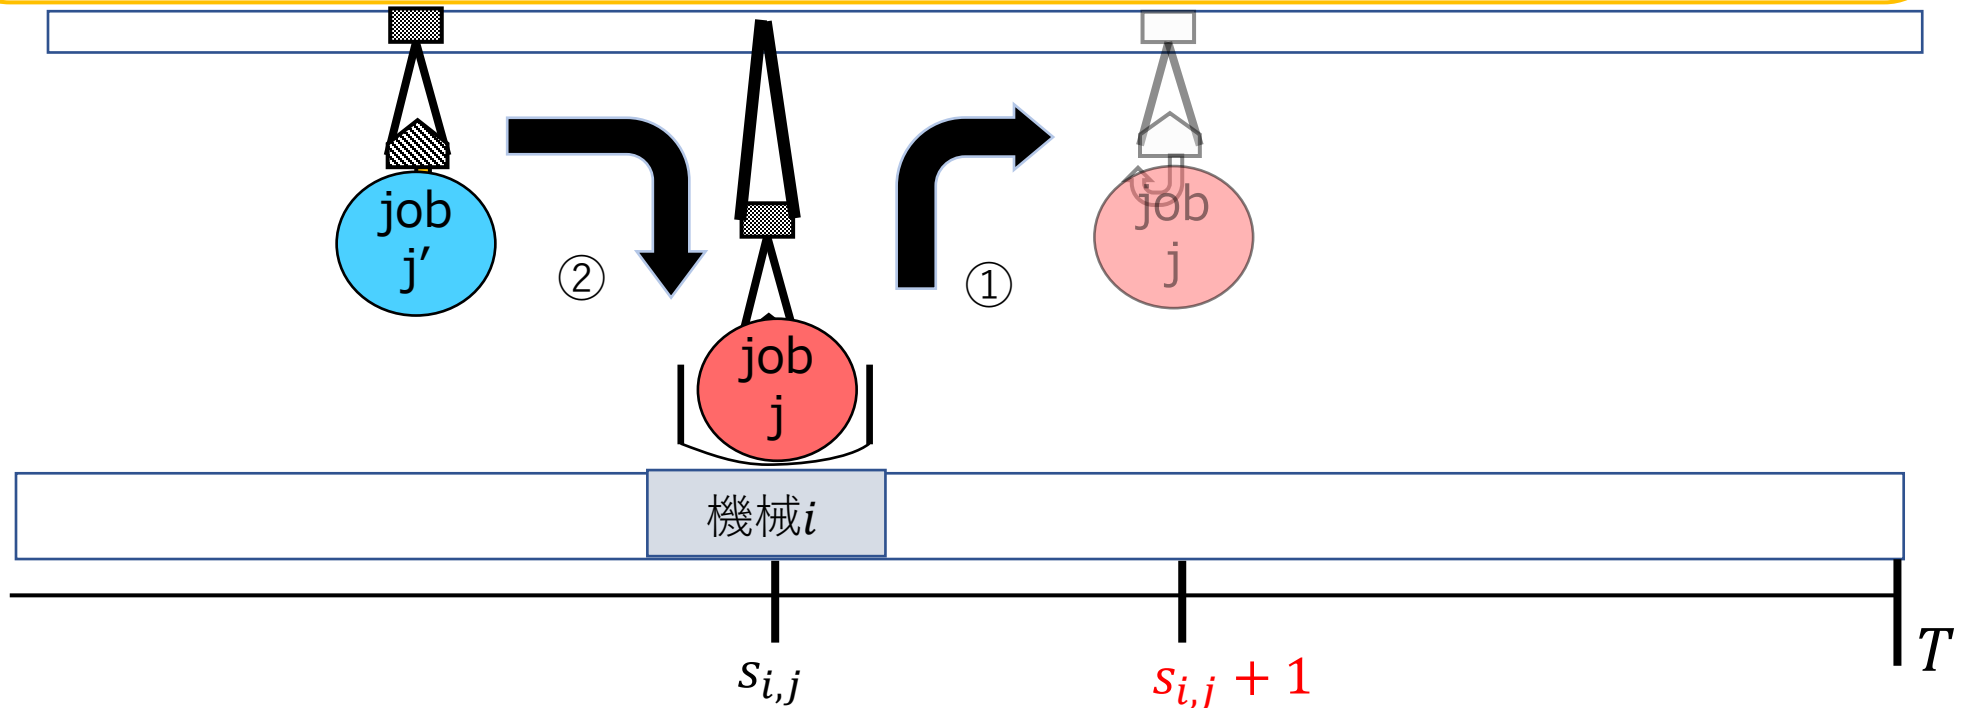 job
j′
②
job
j
①
job
j
機械i
s_{i,j}
s_{i,j} + 1
T